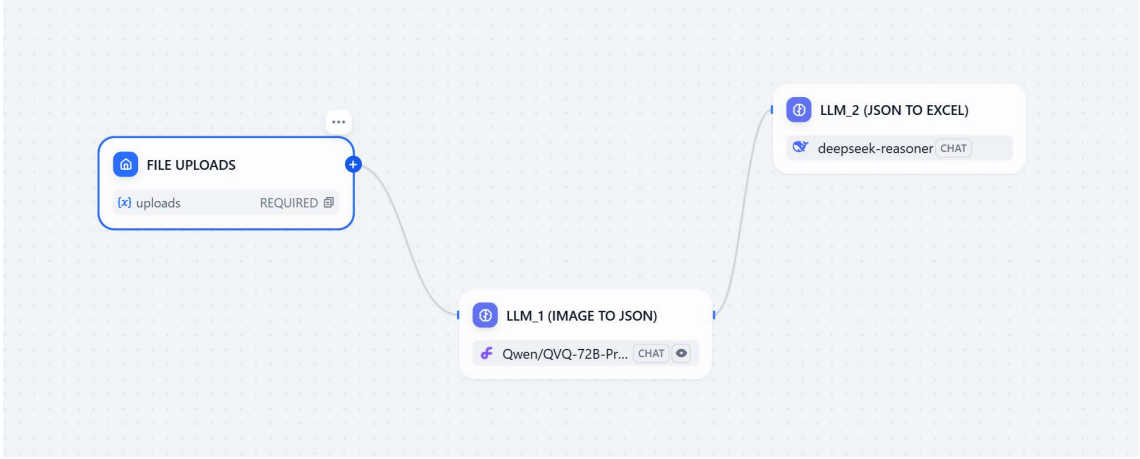 FILE UPLOADS
{x} uploads REQUIRED
LLM_1 (IMAGE TO JSON)
Qwen/QVQ-72B-Pr... CHAT
LLM_2 (JSON TO EXCEL)
deepseek-reasoner CHAT